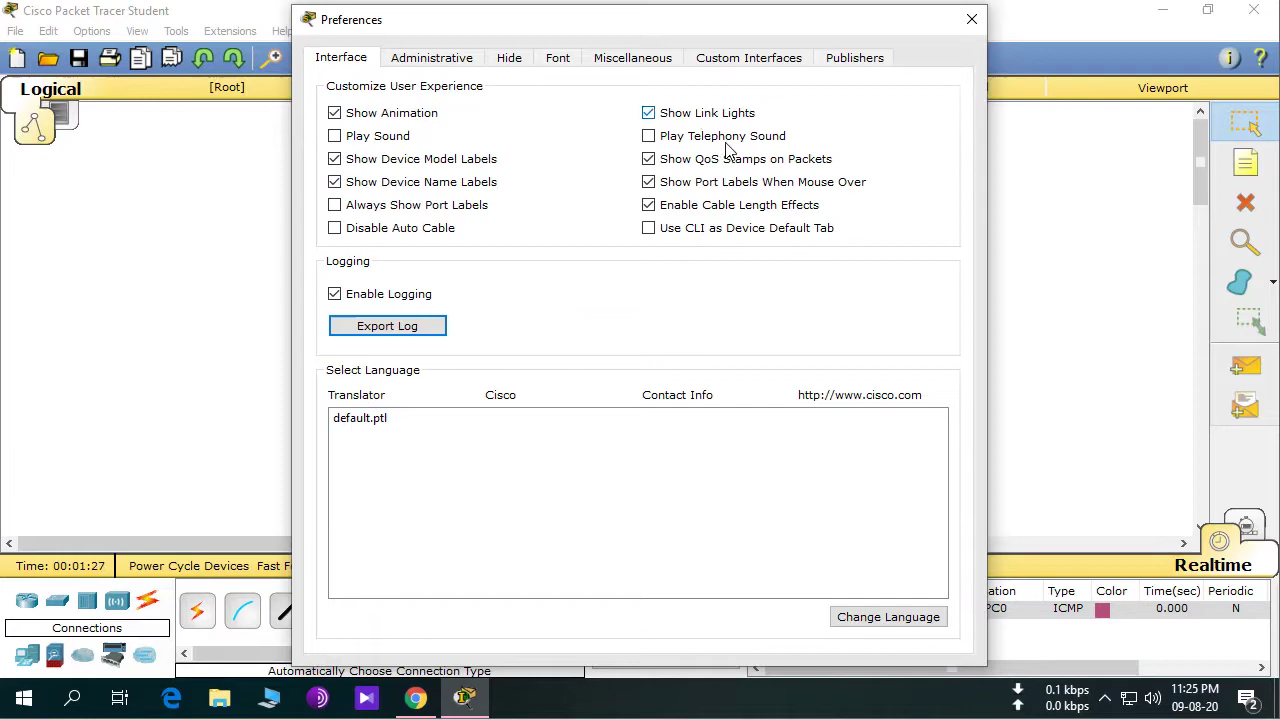 Cisco Packet Tracer Student
Preferences
File Edit Options View Tools Extensions Help
Interface Administrative Hide Font Miscellaneous Custom Interfaces Publishers
Logical [Root] Viewport
Customize User Experience
Show Animation Show Link Lights
Play Sound Play Telephony Sound
Show Device Model Labels Show QoS Stamps on Packets
Show Device Name Labels Show Port Labels When Mouse Over
Always Show Port Labels Enable Cable Length Effects
Disable Auto Cable Use CLI as Device Default Tab
Logging
Enable Logging
Export Log
Select Language
Translator Cisco Contact Info http://www.cisco.com
default.ptl
Change Language
Time: 00:01:27 Power Cycle Devices Fast Realtime
Type Color Time(sec) Periodic
PC0 ICMP 0.000 N
Connections
Automatically Choose Connection Type
0.1 kbps
0.0 kbps
11:25 PM
09-08-20
2